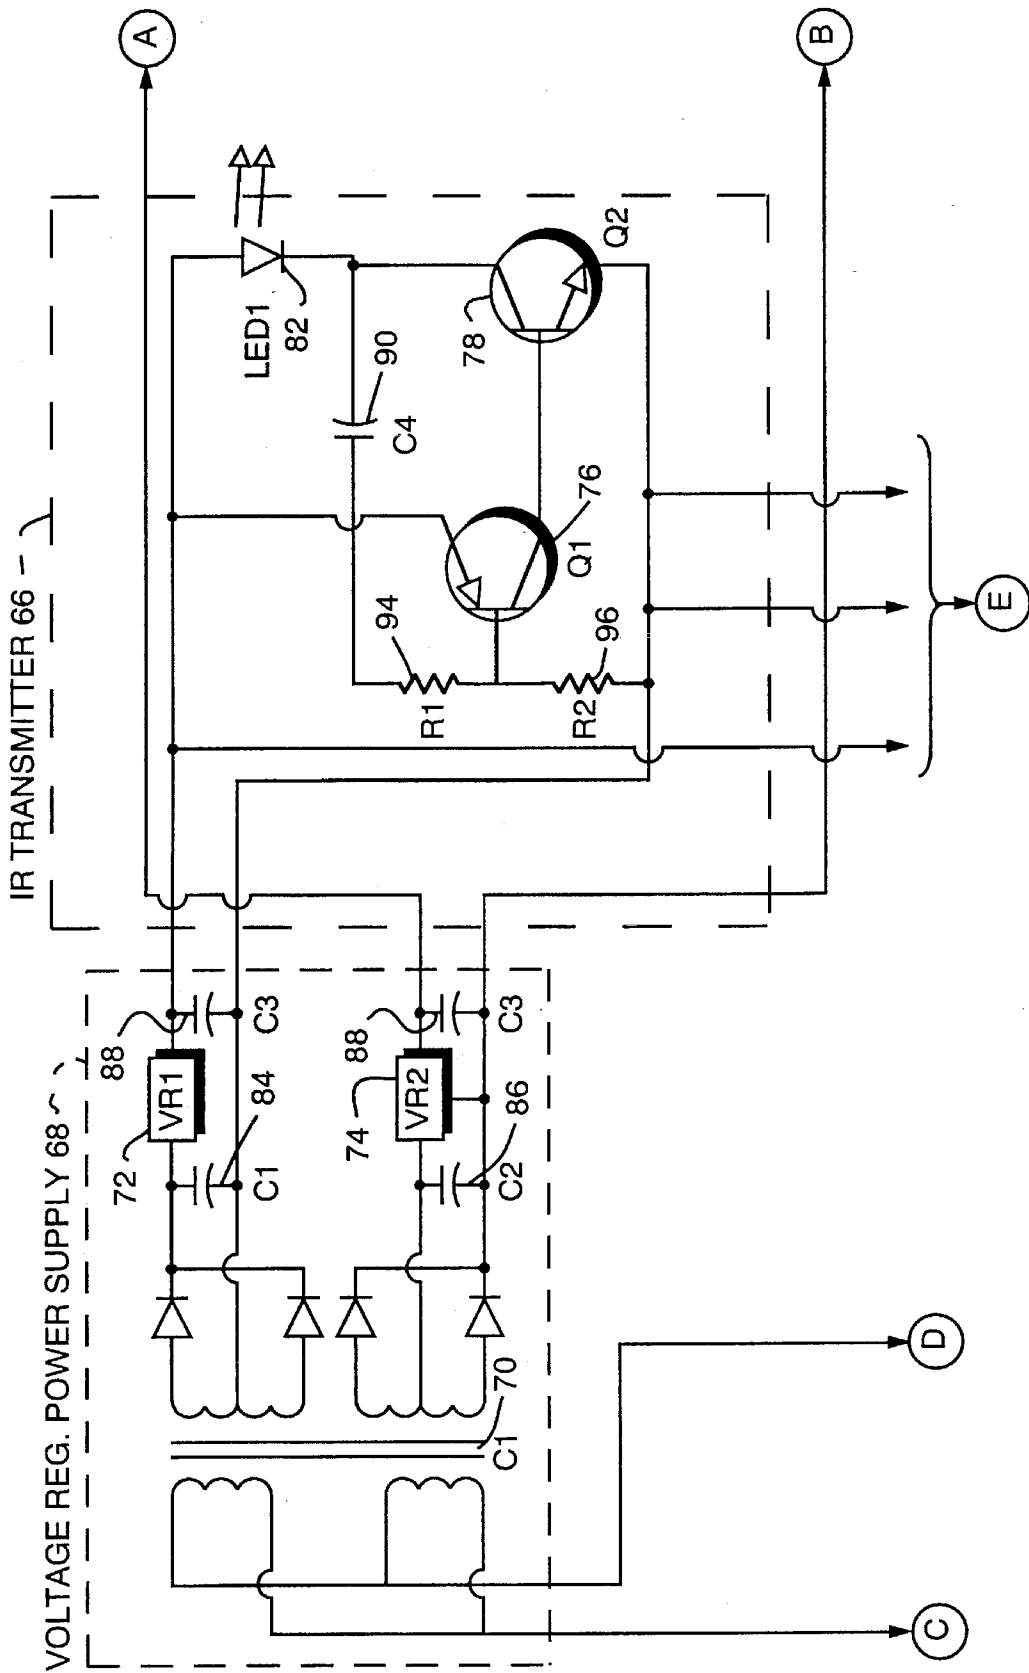 IR TRANSMITTER 66
A
B
LED1
82
90
C4
78
Q2
76
Q1
94
R1
96
R2
E
VOLTAGE REG. POWER SUPPLY 68
88
C3
72
VR1
84
C1
88
C3
74
VR2
86
C2
70
C1
D
C